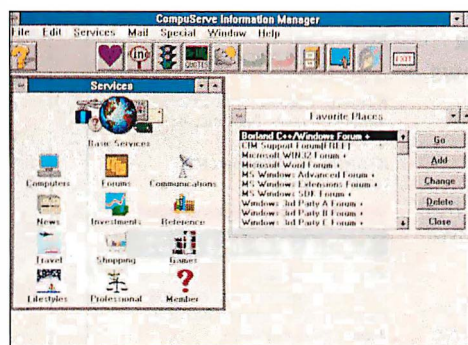 CompuServe Information Manager
File Edit Services Mail Special Window Help
QUOTES
EXIT
Services
Basic Services
Computers Forums Communications
News Investments Reference
Travel Shopping Games
Lifestyles Professional Member
Favorite Places
Borland C++/Windows Forum +
CIM Support Forum(FREE) +
Microsoft WIN32 Forum +
Microsoft Word Forum +
MS Windows Advanced Forum +
MS Windows Extensions Forum +
MS Windows SDK Forum +
Windows 3rd Party A Forum +
Windows 3rd Party B Forum +
Windows 3rd Party C Forum +
Go
Add
Change
Delete
Close